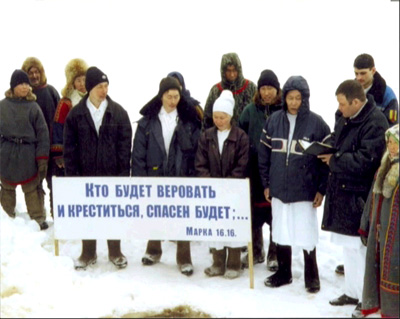 Кто будет веровать
и креститься, спасен будет;...
Марка 16.16.